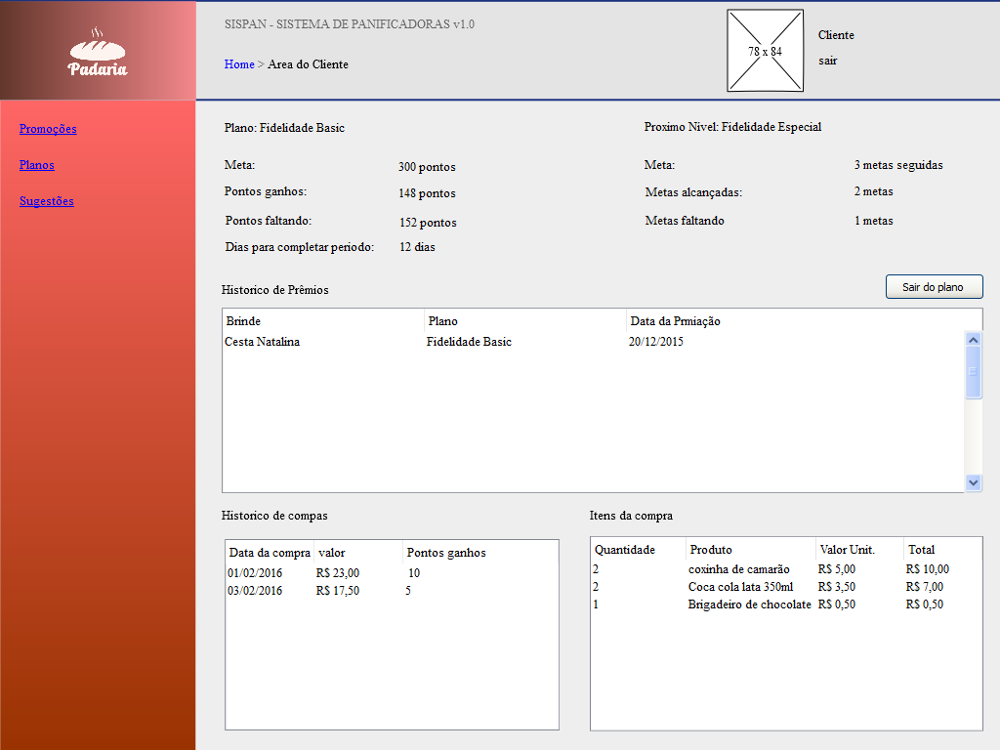 Padaria
SISPAN - SISTEMA DE PANIFICADORAS v1.0
Home > Area do Cliente
78 x 84
Cliente
sair
Promoções
Planos
Sugestões
Plano: Fidelidade Basic
Meta: 300 pontos
Pontos ganhos: 148 pontos
Pontos faltando: 152 pontos
Dias para completar periodo: 12 dias
Proximo Nivel: Fidelidade Especial
Meta: 3 metas seguidas
Metas alcançadas: 2 metas
Metas faltando 1 metas
Historico de Prêmios
Sair do plano
Brinde Plano Data da Prmiação
Cesta Natalina Fidelidade Basic 20/12/2015
Historico de compas
Data da compra valor Pontos ganhos
01/02/2016 R$ 23,00 10
03/02/2016 R$ 17,50 5
Itens da compra
Quantidade Produto Valor Unit. Total
2 coxinha de camarão R$ 5,00 R$ 10,00
2 Coca cola lata 350ml R$ 3,50 R$ 7,00
1 Brigadeiro de chocolate R$ 0,50 R$ 0,50